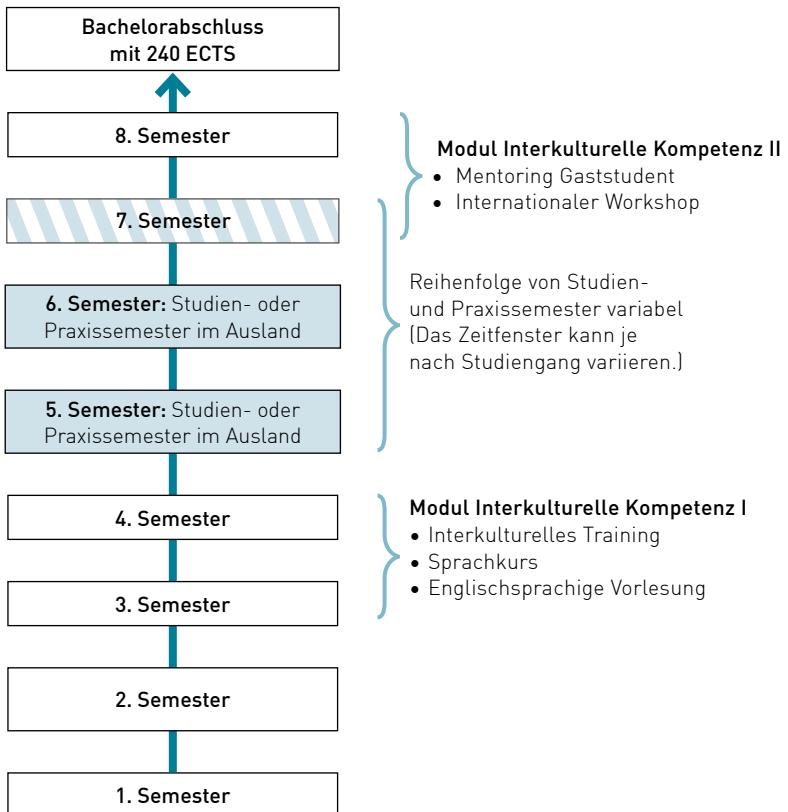 Bachelorabschluss
mit 240 ECTS
8. Semester
Modul Interkulturelle Kompetenz II
• Mentoring Gaststudent
• Internationaler Workshop
7. Semester
Reihenfolge von Studien-
und Praxissemester variabel
(Das Zeitfenster kann je
nach Studiengang variieren.)
6. Semester: Studien- oder
Praxissemester im Ausland
5. Semester: Studien- oder
Praxissemester im Ausland
4. Semester
Modul Interkulturelle Kompetenz I
• Interkulturelles Training
• Sprachkurs
• Englischsprachige Vorlesung
3. Semester
2. Semester
1. Semester